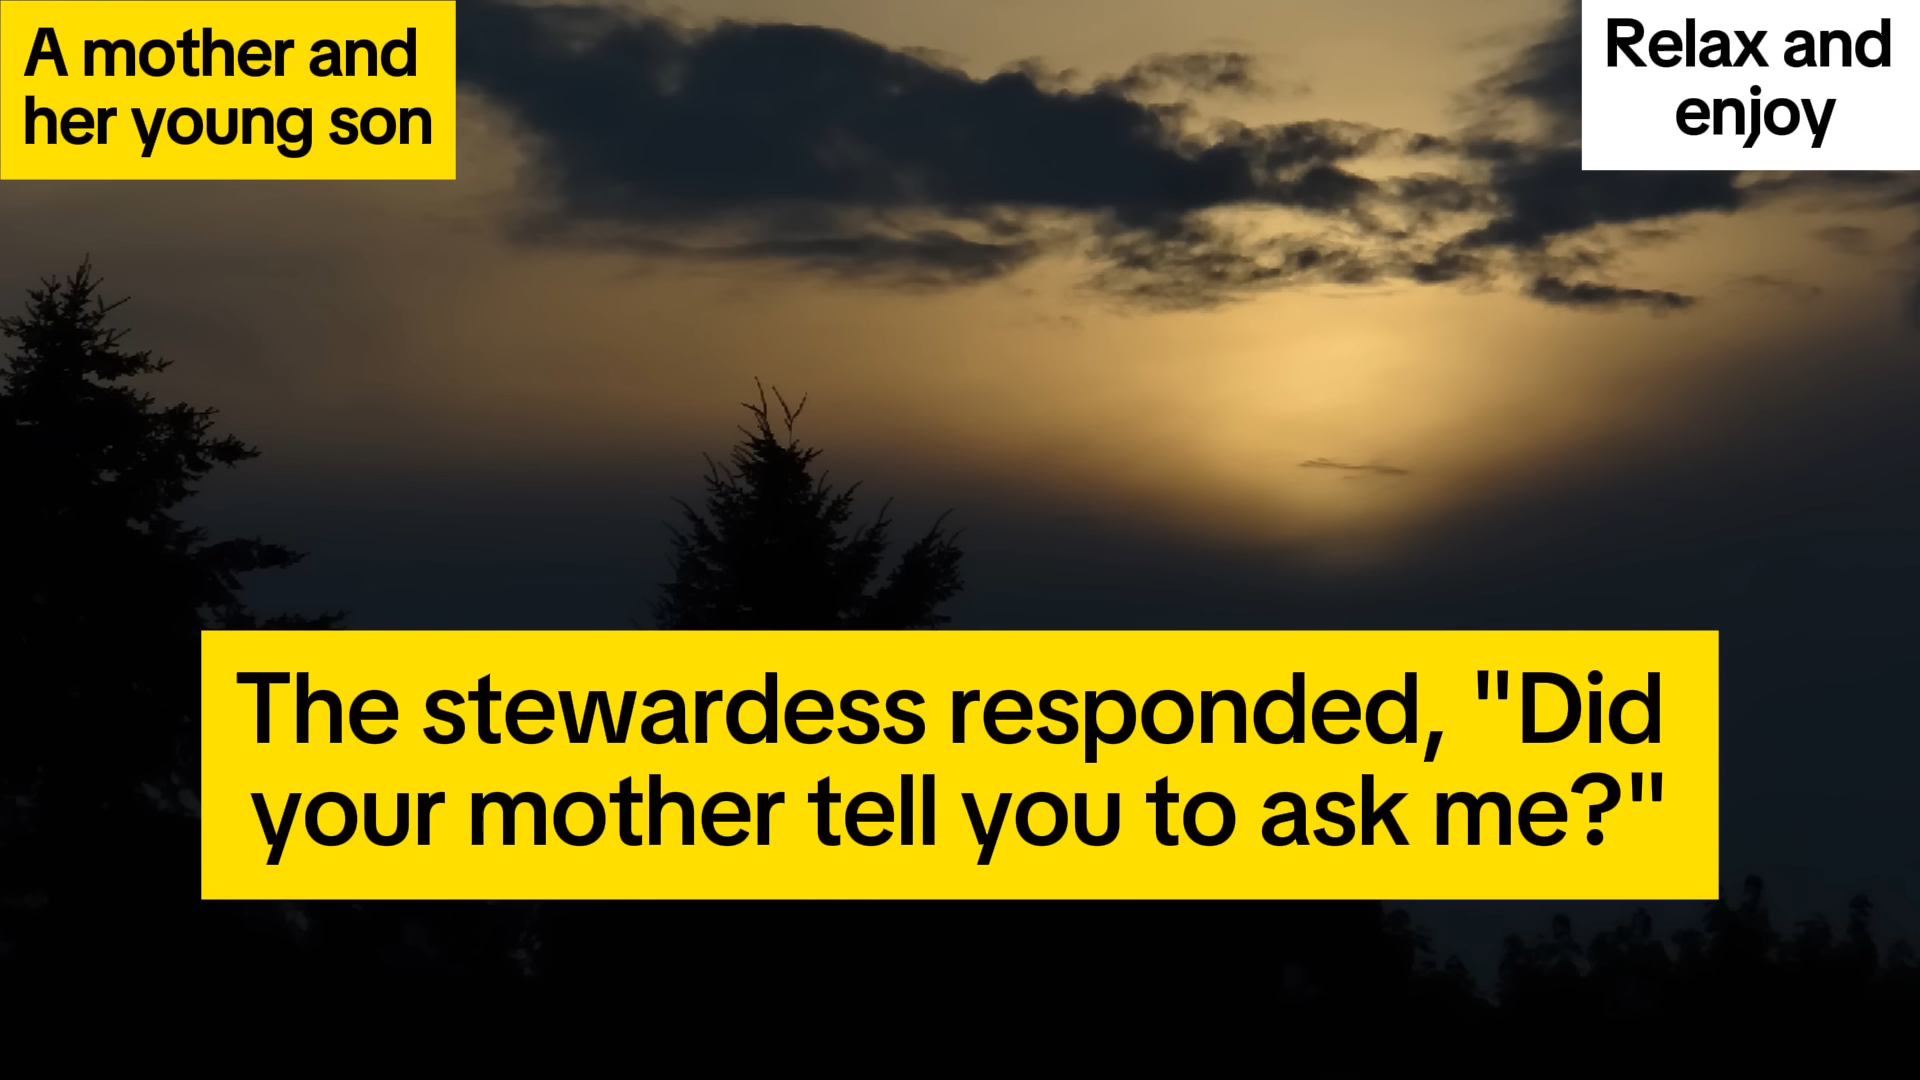 A mother and
her young son
Relax and
enjoy
The stewardess responded, "Did
your mother tell you to ask me?"